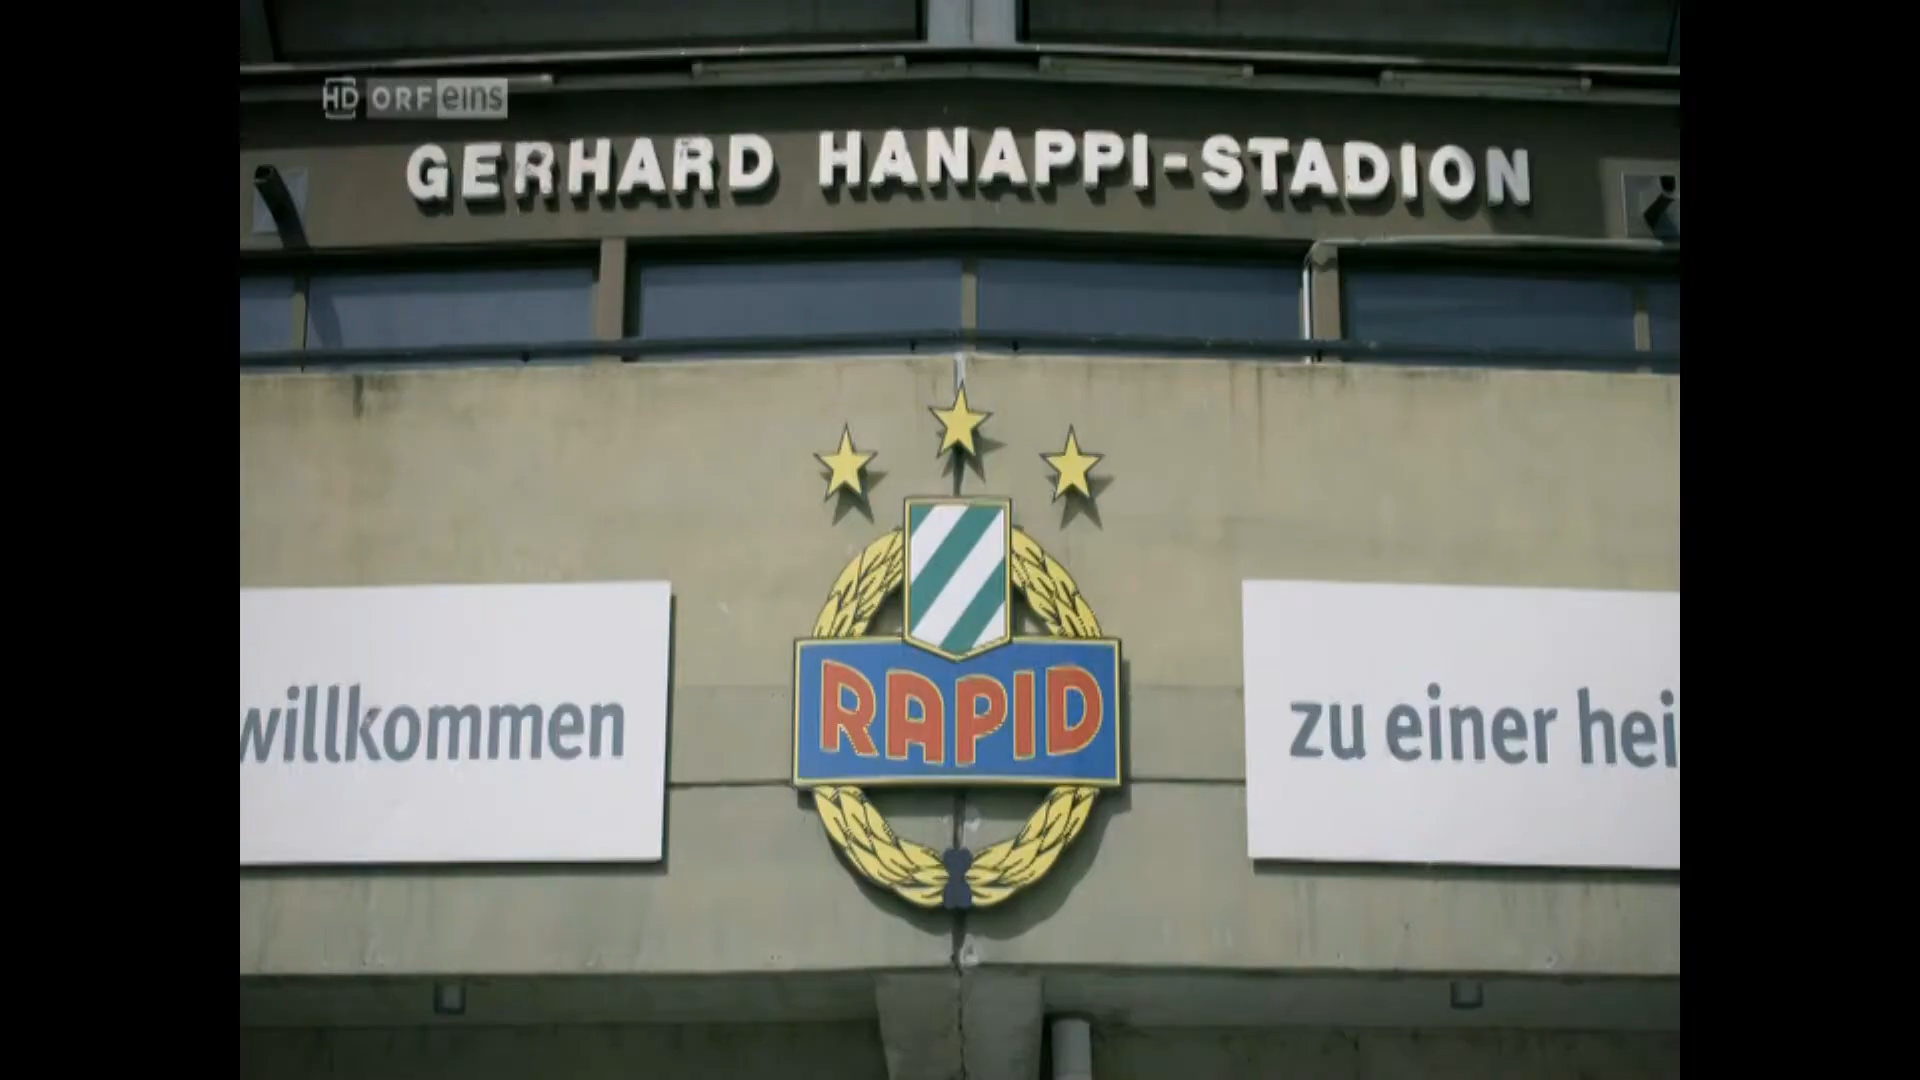 HD ORF eins
GERHARD HANAPPI-STADION
RAPID
willkommen
zu einer hei